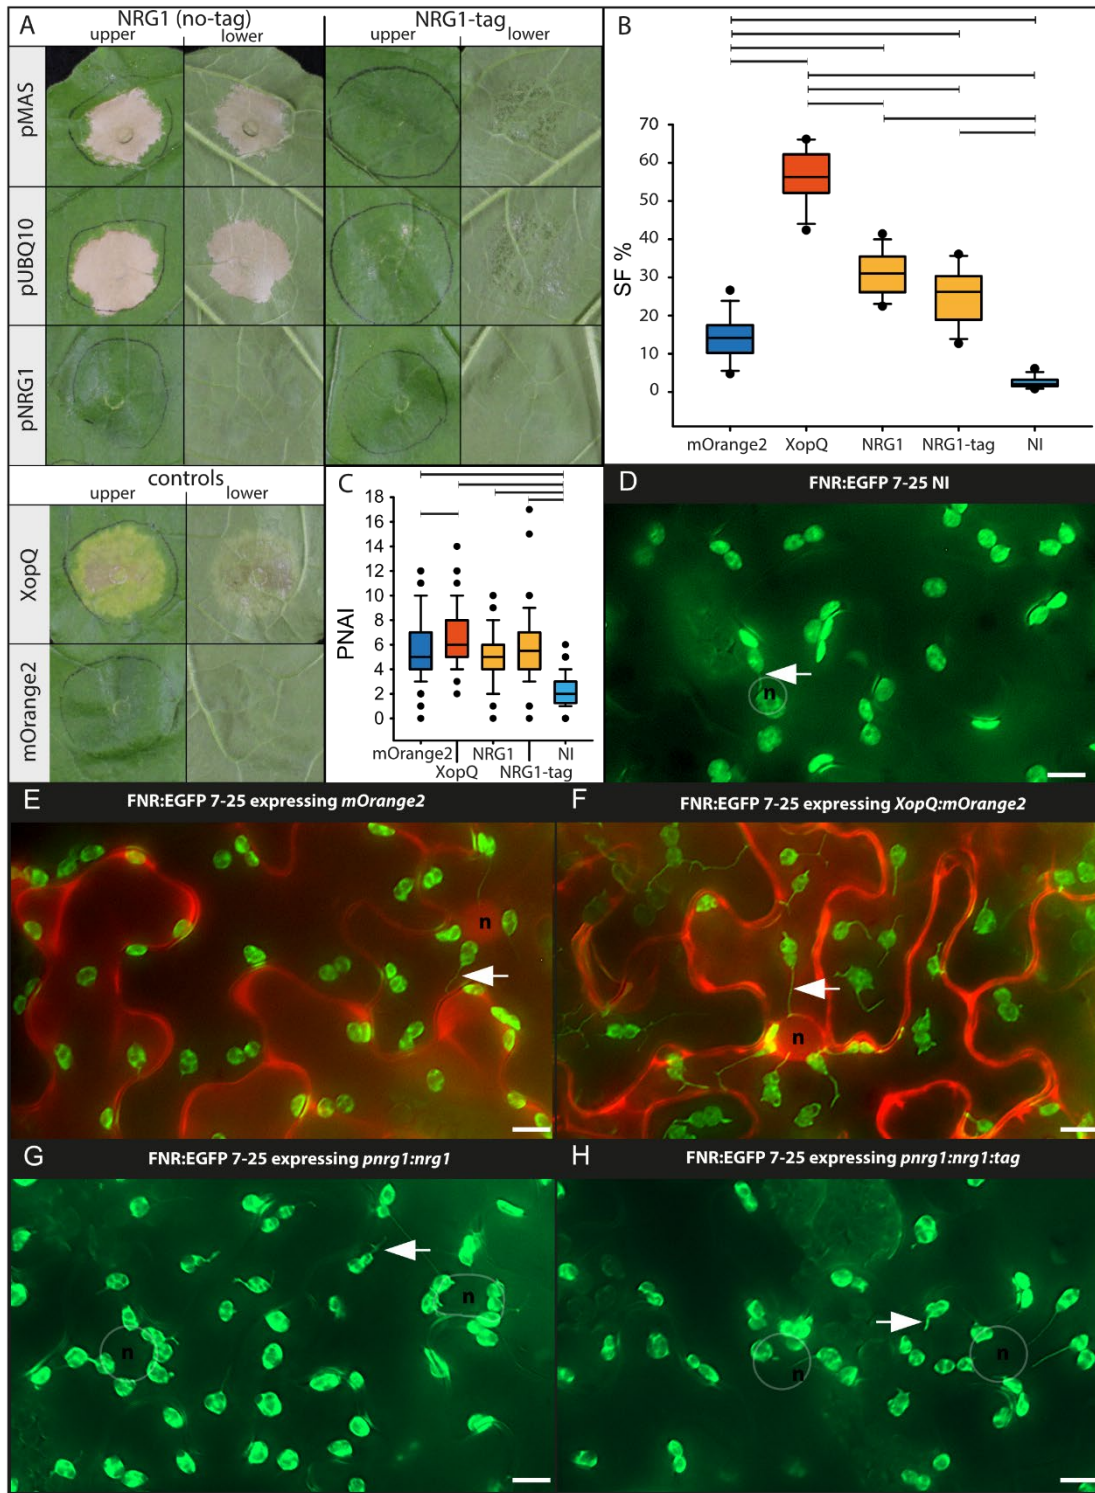 A
NRG1 (no-tag)
NRG1-tag
upper
lower
upper
lower
pMAS
pUBQ10
pNRG1
controls
upper
lower
XopQ
mOrange2
B
SF %
70
60
50
40
30
20
10
0
mOrange2
XopQ
NRG1
NRG1-tag
NI
C
PNAI
18
16
14
12
10
8
6
4
2
0
mOrange2
XopQ
NRG1
NRG1-tag
NI
D
FNR:EGFP 7-25 NI
n
E
FNR:EGFP 7-25 expressing mOrange2
n
F
FNR:EGFP 7-25 expressing XopQ:mOrange2
n
G
FNR:EGFP 7-25 expressing pnrg1:nrg1
n
n
H
FNR:EGFP 7-25 expressing pnrg1:nrg1:tag
n
n